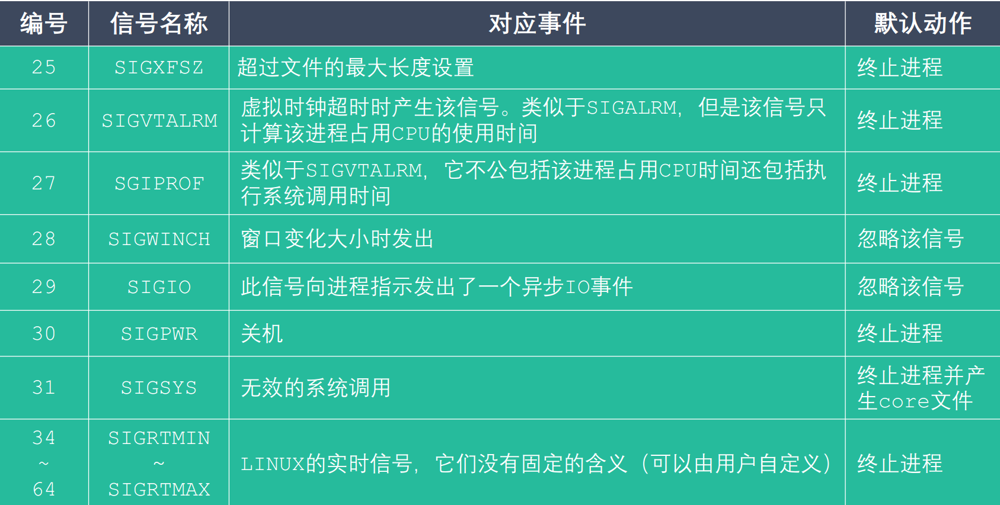 编号 信号名称 对应事件 默认动作
25 SIGXFSZ 超过文件的最大长度设置 终止进程
26 SIGVTALRM 虚拟时钟超时时产生该信号。类似于SIGALRM，但是该信号只
计算该进程占用CPU的使用时间 终止进程
27 SGIPROF 类似于SIGVTALRM，它不公包括该进程占用CPU时间还包括执
行系统调用时间 终止进程
28 SIGWINCH 窗口变化大小时发出 忽略该信号
29 SIGIO 此信号向进程指示发出了一个异步IO事件 忽略该信号
30 SIGPWR 关机 终止进程
31 SIGSYS 无效的系统调用 终止进程并产
生core文件
34
~
64
SIGRTMIN
~
SIGRTMAX
LINUX的实时信号，它们没有固定的含义（可以由用户自定义） 终止进程